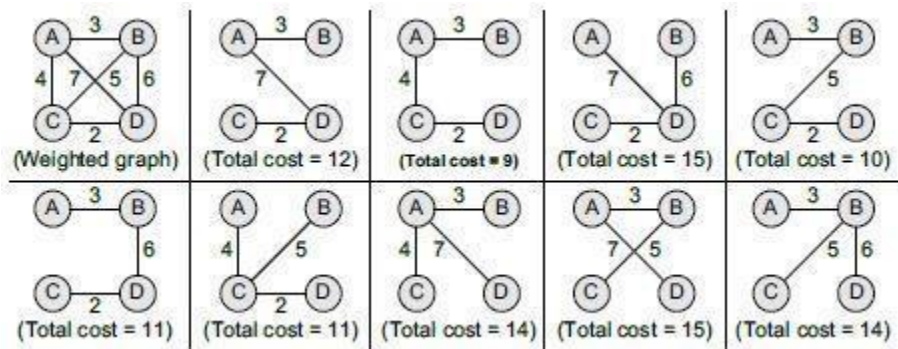 3 3 3 3
A B A B A B A B A B
4 7 5 6 7 4 7 6 5
C D C D C D C D C D
2 2 2 2 2
(Weighted graph) (Total cost = 12) (Total cost = 9) (Total cost = 15) (Total cost = 10)
3 3 3 3
A B A B A B A B A B
6 4 5 4 7 7 5 5 6
C D C D C D C D C D
2 2
(Total cost = 11) (Total cost = 11) (Total cost = 14) (Total cost = 15) (Total cost = 14)